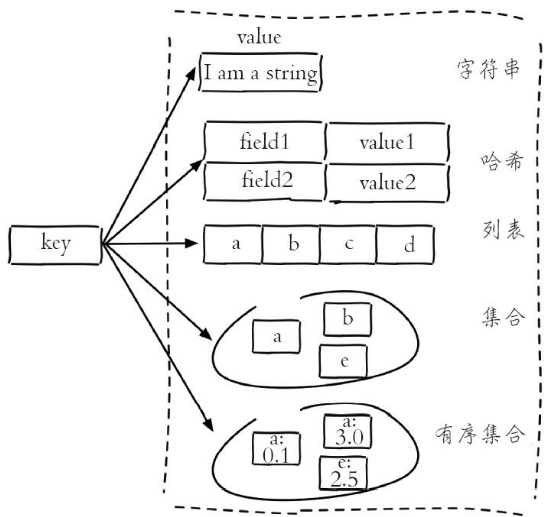 value
I am a string
字符串
field1 value1
field2 value2
哈希
key
a b c d
列表
a
b
e
集合
a:
0.1
a:
3.0
e:
2.5
有序集合